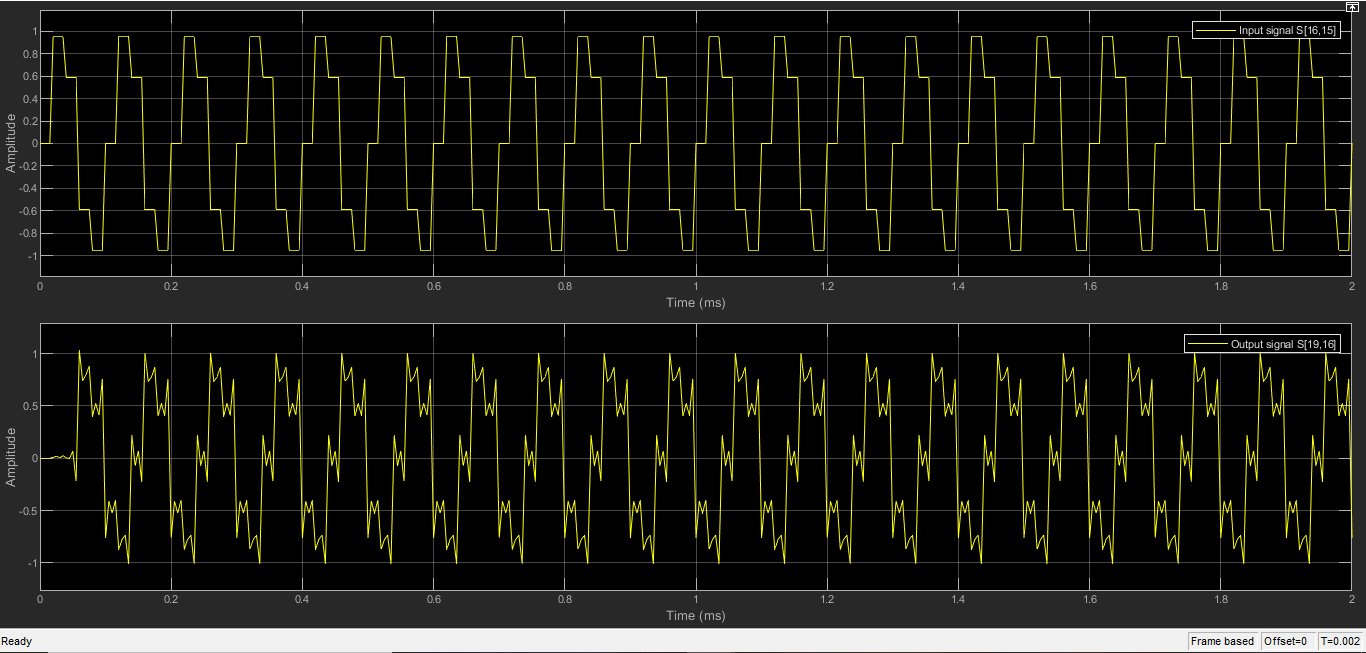 Input signal S[16,15]
1
0.8
0.6
0.4
0.2
0
-0.2
-0.4
-0.6
-0.8
-1
Amplitude
0 0.2 0.4 0.6 0.8 1 1.2 1.4 1.6 1.8 2
Time (ms)
Output signal S[19,16]
1
0.5
0
-0.5
-1
Amplitude
0 0.2 0.4 0.6 0.8 1 1.2 1.4 1.6 1.8 2
Time (ms)
Ready Frame based Offset=0 T=0.002